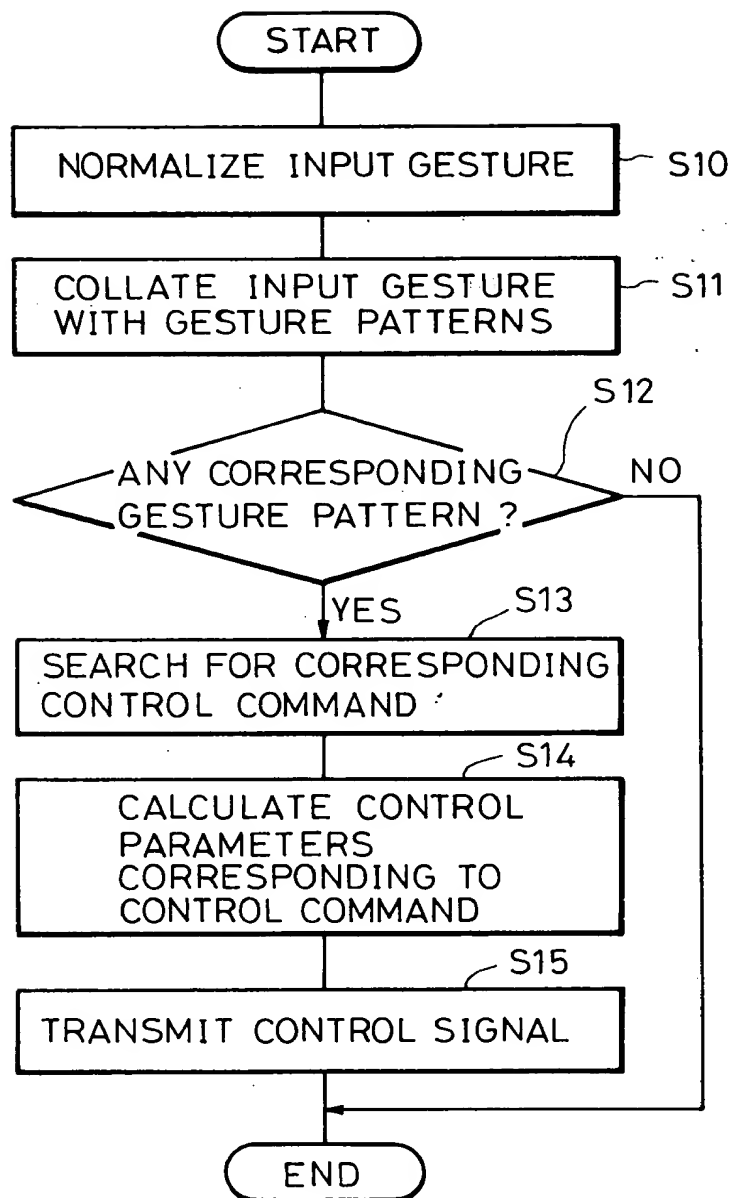 START
NORMALIZE INPUT GESTURE
S10
COLLATE INPUT GESTURE
WITH GESTURE PATTERNS
S11
S12
ANY CORRESPONDING
GESTURE PATTERN ?
NO
YES
S13
SEARCH FOR CORRESPONDING
CONTROL COMMAND
S14
CALCULATE CONTROL
PARAMETERS
CORRESPONDING TO
CONTROL COMMAND
S15
TRANSMIT CONTROL SIGNAL
END